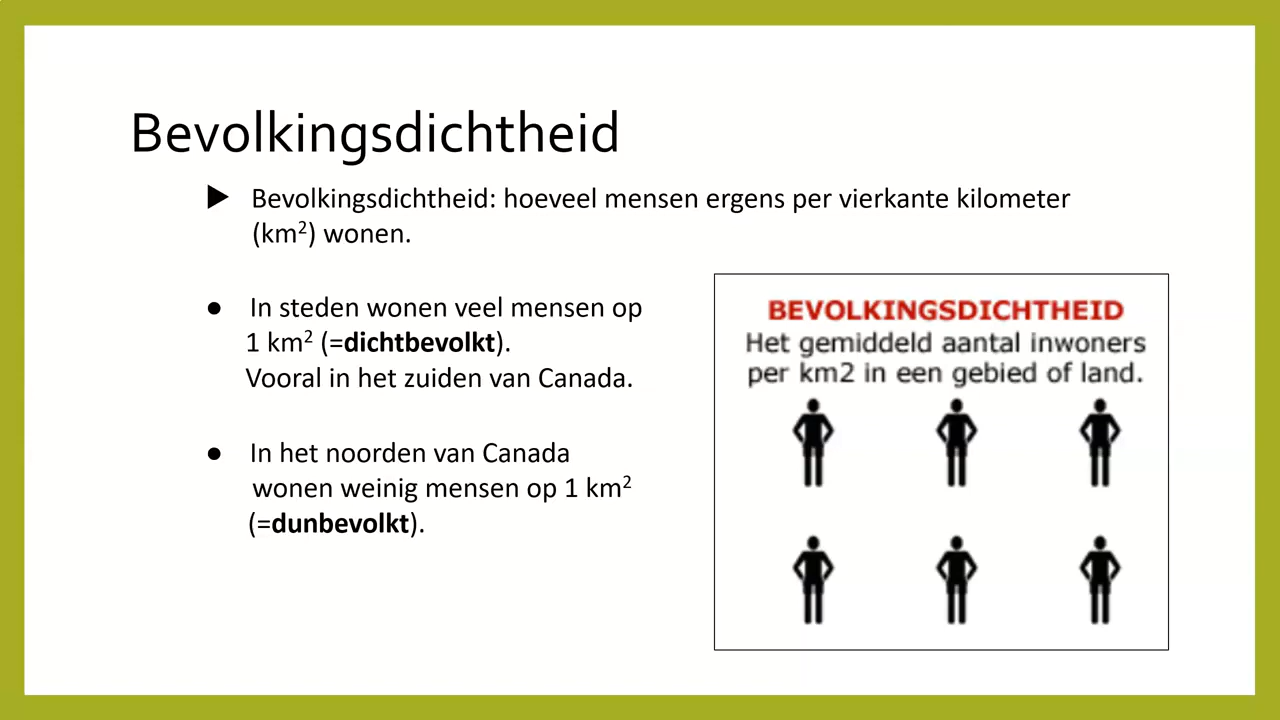 Bevolkingsdichtheid
▶ Bevolkingsdichtheid: hoeveel mensen ergens per vierkante kilometer
(km²) wonen.
● In steden wonen veel mensen op
1 km² (=dichtbevolkt).
Vooral in het zuiden van Canada.
● In het noorden van Canada
wonen weinig mensen op 1 km²
(=dunbevolkt).
BEVOLKINGSDICHTHEID
Het gemiddeld aantal inwoners
per km2 in een gebied of land.